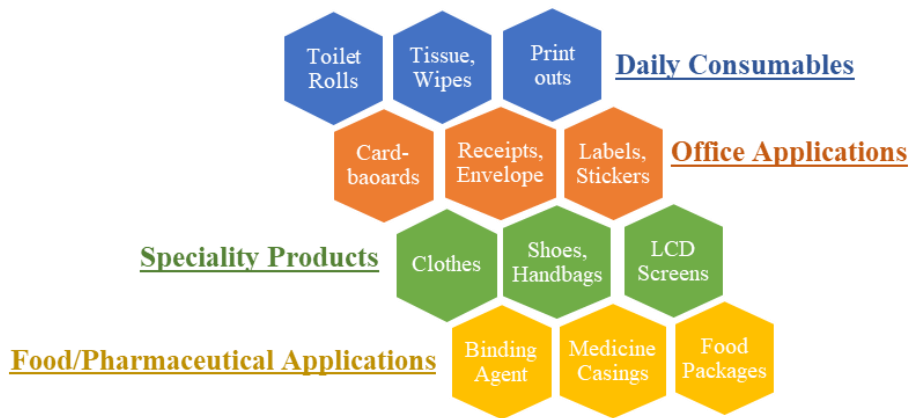 Toilet
Rolls
Tissue,
Wipes
Print
outs
Daily Consumables
Card-
baoards
Receipts,
Envelope
Labels,
Stickers
Office Applications
Speciality Products
Clothes
Shoes,
Handbags
LCD
Screens
Food/Pharmaceutical Applications
Binding
Agent
Medicine
Casings
Food
Packages